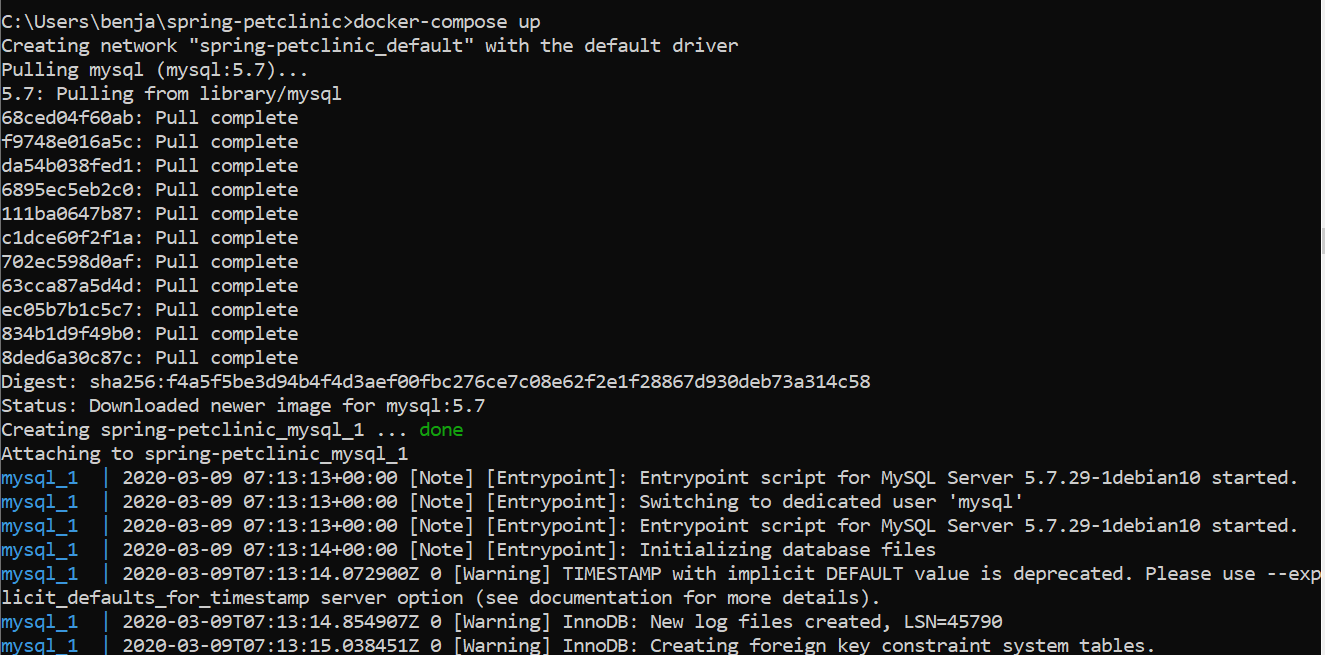 C:\Users\benja\spring-petclinic>docker-compose up
Creating network "spring-petclinic_default" with the default driver
Pulling mysql (mysql:5.7)...
5.7: Pulling from library/mysql
68ced04f60ab: Pull complete
f9748e016a5c: Pull complete
da54b038fed1: Pull complete
6895ec5eb2c0: Pull complete
111ba0647b87: Pull complete
c1dce60f2f1a: Pull complete
702ec598d0af: Pull complete
63cca87a5d4d: Pull complete
ec05b7b1c5c7: Pull complete
834b1d9f49b0: Pull complete
8ded6a30c87c: Pull complete
Digest: sha256:f4a5f5be3d94b4f4d3aef00fbc276ce7c08e62f2e1f28867d930deb73a314c58
Status: Downloaded newer image for mysql:5.7
Creating spring-petclinic_mysql_1 ... done
Attaching to spring-petclinic_mysql_1
mysql_1  | 2020-03-09 07:13:13+00:00 [Note] [Entrypoint]: Entrypoint script for MySQL Server 5.7.29-1debian10 started.
mysql_1  | 2020-03-09 07:13:13+00:00 [Note] [Entrypoint]: Switching to dedicated user 'mysql'
mysql_1  | 2020-03-09 07:13:13+00:00 [Note] [Entrypoint]: Entrypoint script for MySQL Server 5.7.29-1debian10 started.
mysql_1  | 2020-03-09 07:13:14+00:00 [Note] [Entrypoint]: Initializing database files
mysql_1  | 2020-03-09T07:13:14.072900Z 0 [Warning] TIMESTAMP with implicit DEFAULT value is deprecated. Please use --exp
licit_defaults_for_timestamp server option (see documentation for more details).
mysql_1  | 2020-03-09T07:13:14.854907Z 0 [Warning] InnoDB: New log files created, LSN=45790
mysql_1  | 2020-03-09T07:13:15.038451Z 0 [Warning] InnoDB: Creating foreign key constraint system tables.